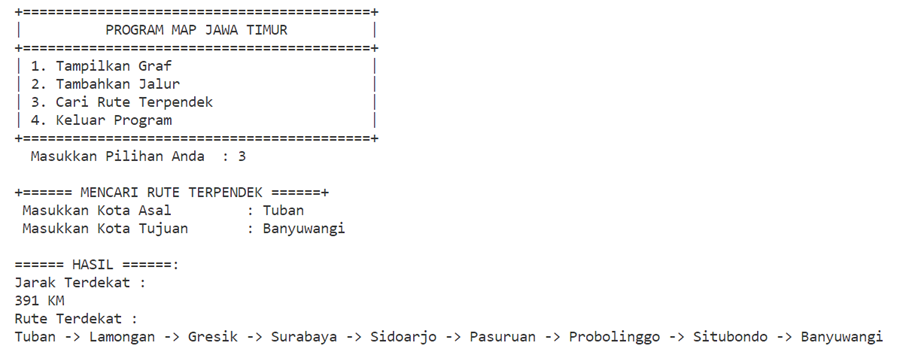 +==========================================+
|          PROGRAM MAP JAWA TIMUR          |
+==========================================+
| 1. Tampilkan Graf                        |
| 2. Tambahkan Jalur                       |
| 3. Cari Rute Terpendek                   |
| 4. Keluar Program                        |
+==========================================+
  Masukkan Pilihan Anda  : 3
+====== MENCARI RUTE TERPENDEK ======+
 Masukkan Kota Asal         : Tuban
 Masukkan Kota Tujuan       : Banyuwangi
====== HASIL ======:
Jarak Terdekat :
391 KM
Rute Terdekat :
Tuban -> Lamongan -> Gresik -> Surabaya -> Sidoarjo -> Pasuruan -> Probolinggo -> Situbondo -> Banyuwangi